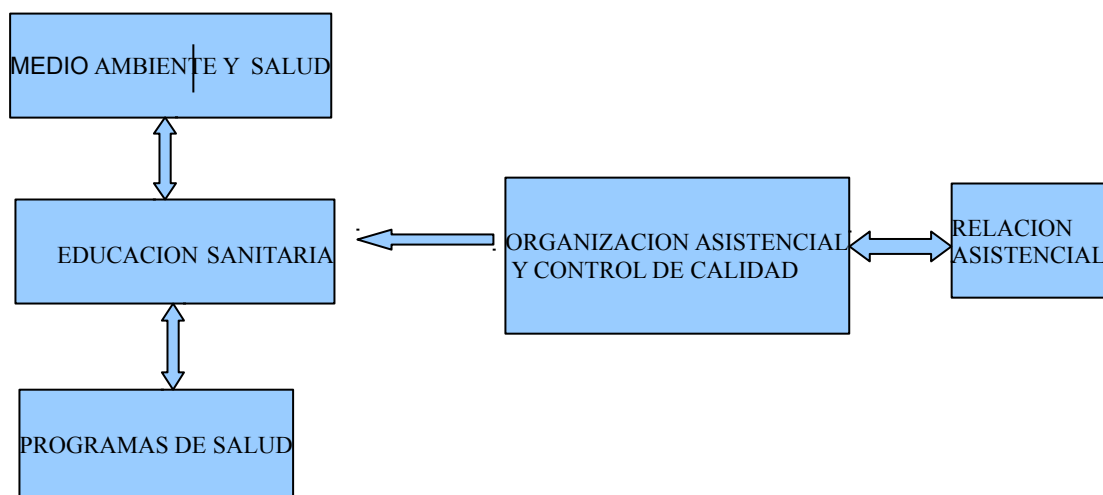 MEDIO AMBIENTE Y SALUD
EDUCACION SANITARIA
ORGANIZACION ASISTENCIAL
Y CONTROL DE CALIDAD
RELACION
ASISTENCIAL
PROGRAMAS DE SALUD